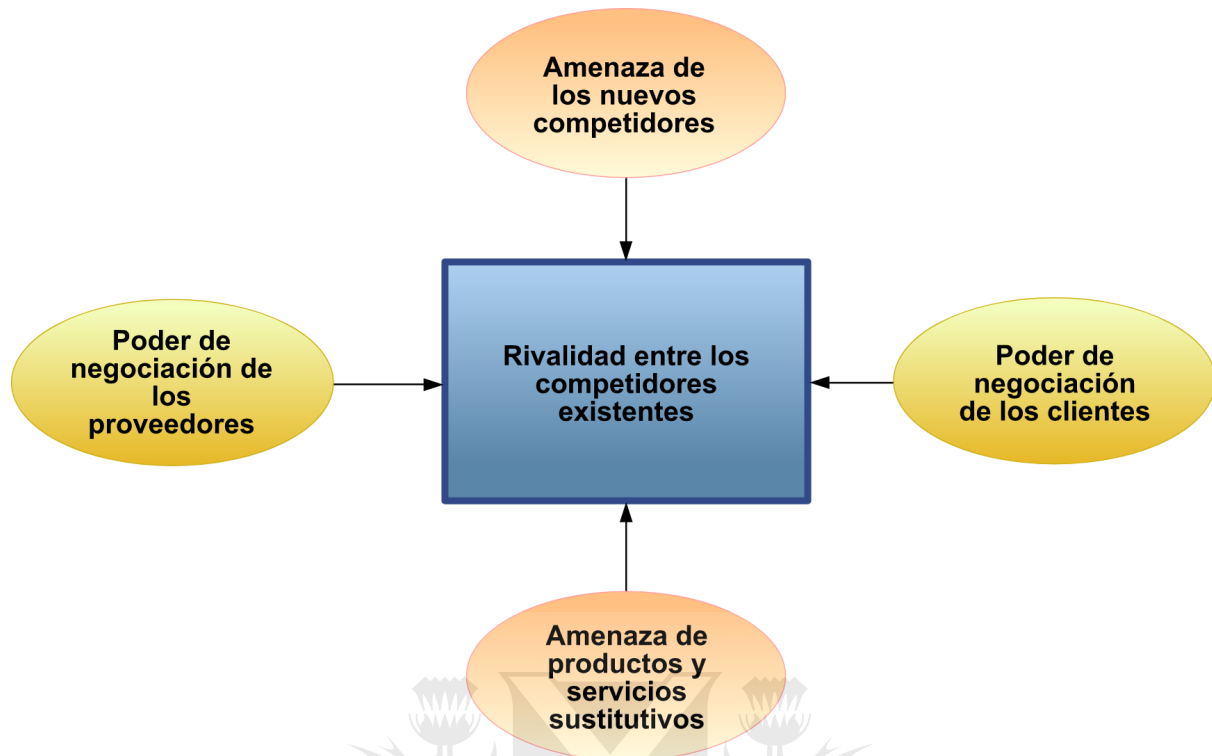 Amenaza de
los nuevos
competidores
Poder de
negociación de
los
proveedores
Rivalidad entre los
competidores
existentes
Poder de
negociación
de los clientes
Amenaza de
productos y
servicios
sustitutivos